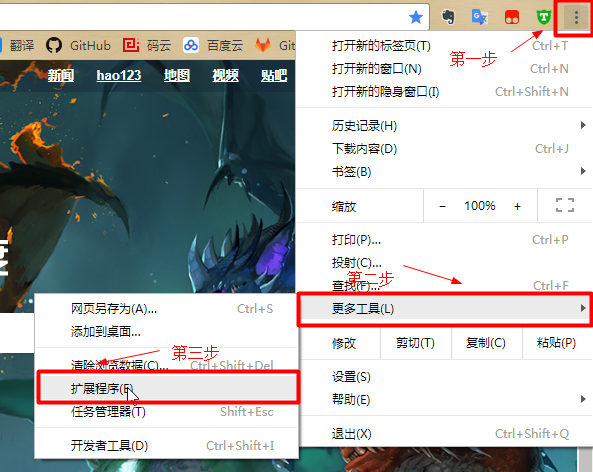 第一步
翻译 GitHub 码云 百度云 Git
新闻 hao123 地图 视频 贴吧
打开新的标签页(T) Ctrl+T
打开新的窗口(N) Ctrl+N
打开新的隐身窗口(I) Ctrl+Shift+N
历史记录(H)
下载内容(D) Ctrl+J
书签(B)
缩放 − 100% +
打印(P)... Ctrl+P
投射(C)...
第二步
查找(F)... Ctrl+F
更多工具(L)
修改 剪切(T) 复制(C) 粘贴(P)
设置(S)
帮助(E)
退出(X) Ctrl+Shift+Q
网页另存为(A)... Ctrl+S
添加到桌面...
第三步
清除浏览数据(C)... Ctrl+Shift+Del
扩展程序(E)
任务管理器(T) Shift+Esc
开发者工具(D) Ctrl+Shift+I